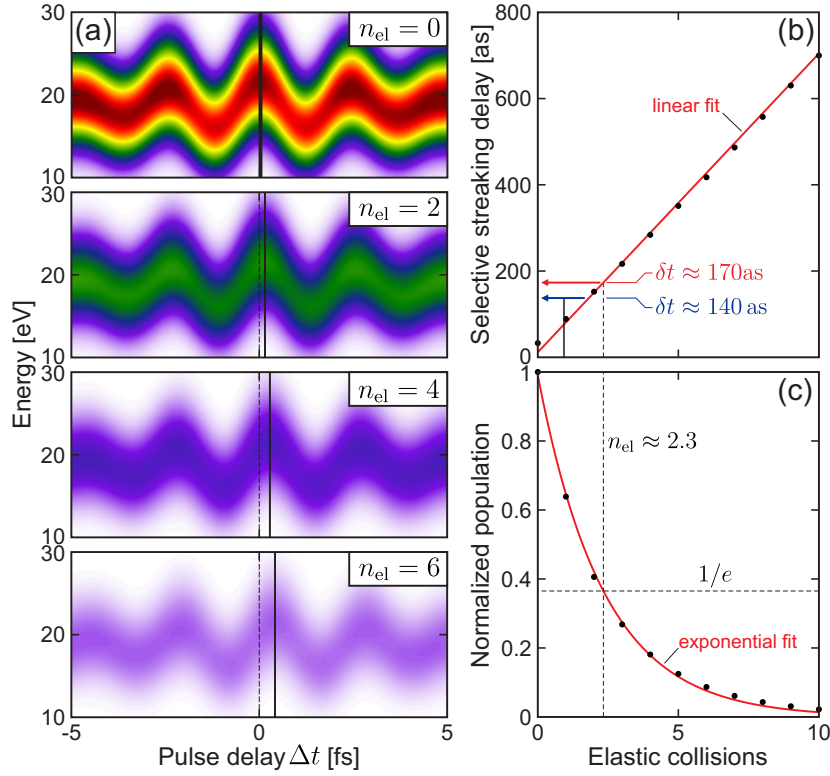 (a)
n_el = 0
30
20
10
n_el = 2
30
20
10
n_el = 4
30
20
10
n_el = 6
30
20
10
-5
0
5
Energy [eV]
Pulse delay Δt [fs]
(b)
800
600
400
200
0
Selective streaking delay [as]
linear fit
δt ≈ 170as
δt ≈ 140 as
(c)
1
0.8
0.6
0.4
0.2
0
Normalized population
n_el ≈ 2.3
1/e
exponential fit
0
5
10
Elastic collisions